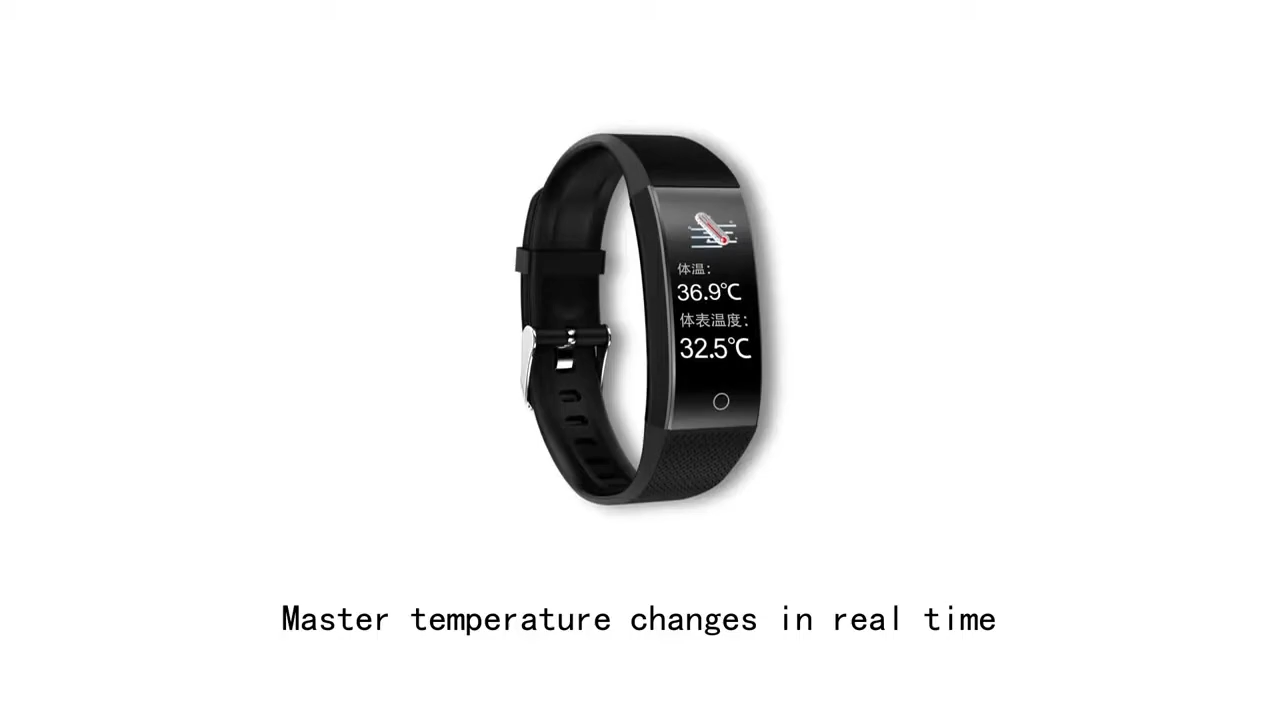 体温:
36.9℃
体表温度:
32.5℃
Master temperature changes in real time